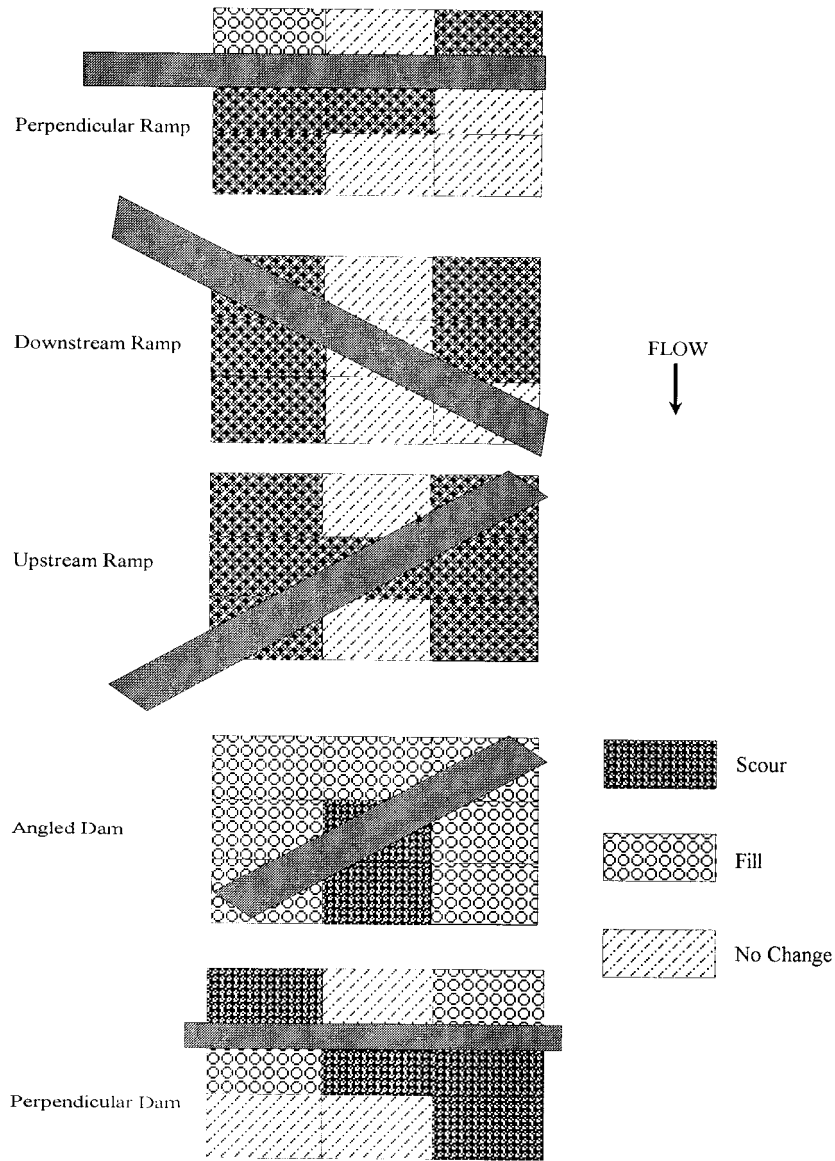 Perpendicular Ramp
Downstream Ramp
FLOW
Upstream Ramp
Angled Dam
Perpendicular Dam
Scour
Fill
No Change